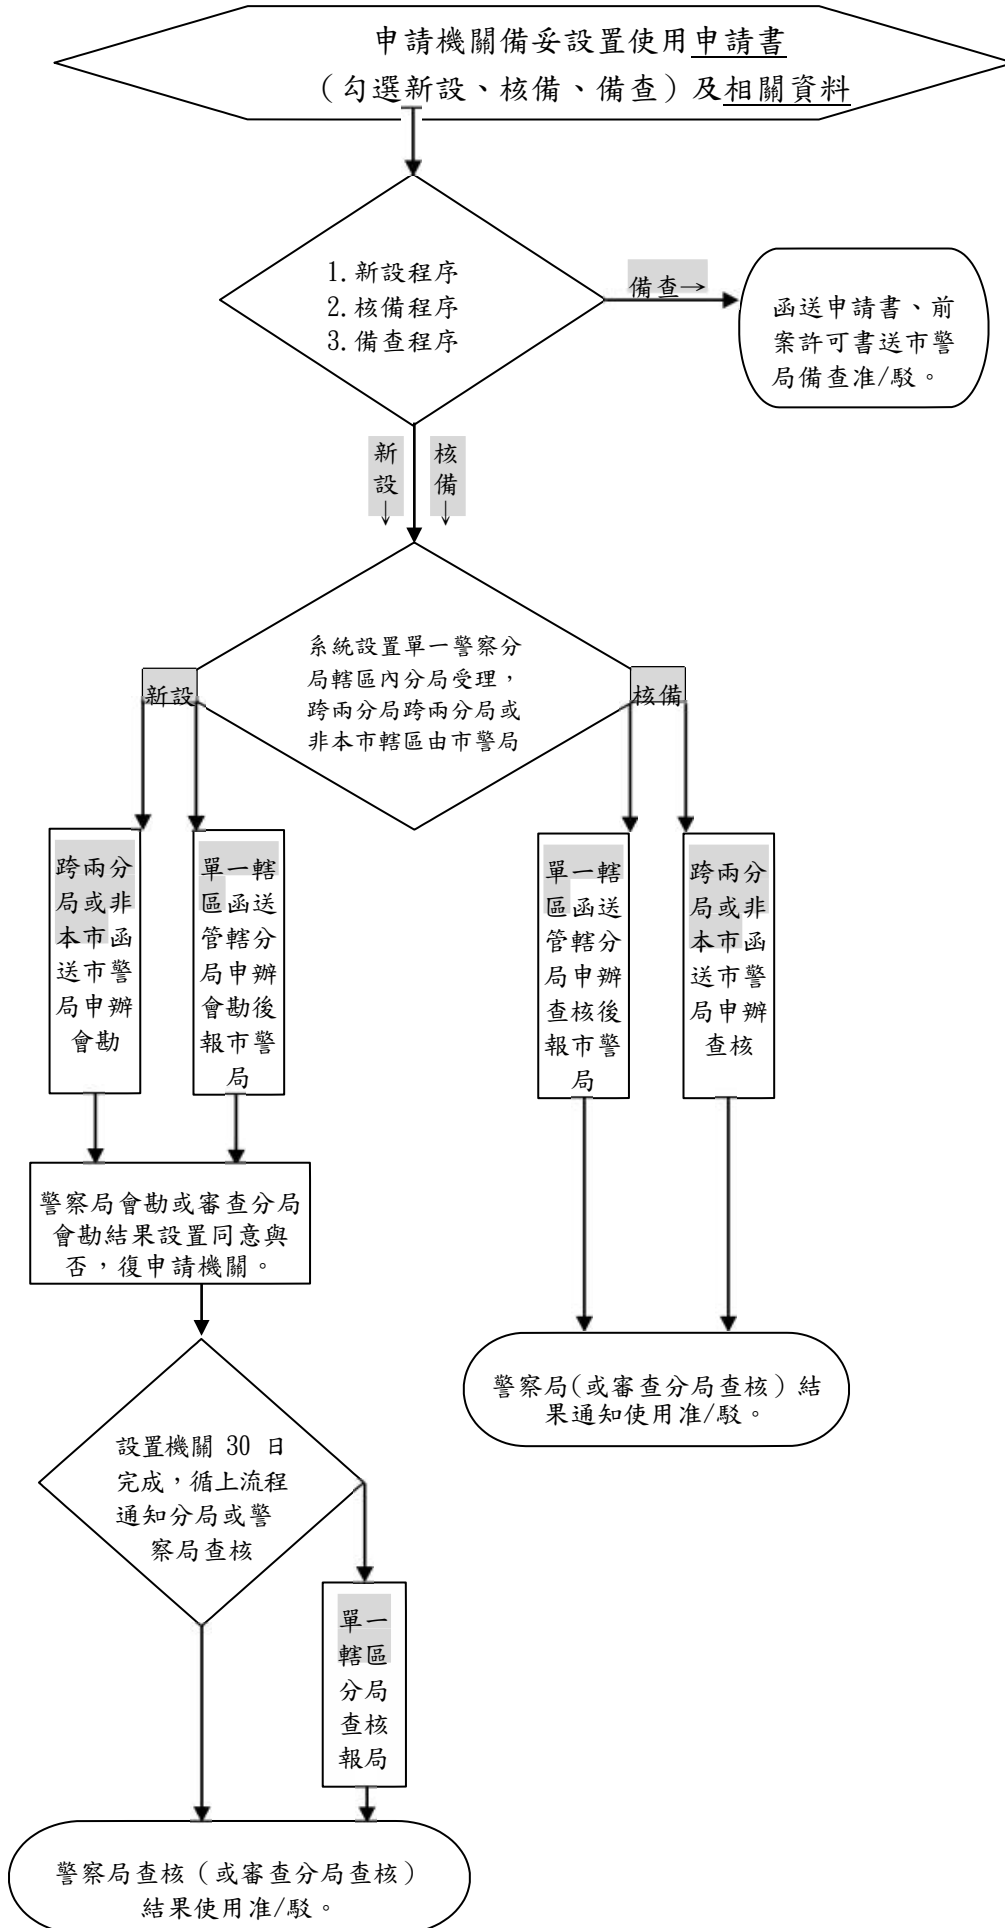 申請機關備妥設置使用申請書
（勾選新設、核備、備查）及相關資料
1.新設程序
2.核備程序
3.備查程序
備查→
函送申請書、前
案許可書送市警
局備查准/駁。
新
設
↓
核
備
↓
系統設置單一警察分
局轄區內分局受理，
跨兩分局跨兩分局或
非本市轄區由市警局
新設
核備
跨兩分
局或非
本市函
送市警
局申辦
會勘
單一轄
區函送
管轄分
局申辦
會勘後
報市警
局
單一轄
區函送
管轄分
局申辦
查核後
報市警
局
跨兩分
局或非
本市函
送市警
局申辦
查核
警察局會勘或審查分局
會勘結果設置同意與
否，復申請機關。
警察局(或審查分局查核）結
果通知使用准/駁。
設置機關 30 日
完成，循上流程
通知分局或警
察局查核
單一
轄區
分局
查核
報局
警察局查核（或審查分局查核）
結果使用准/駁。